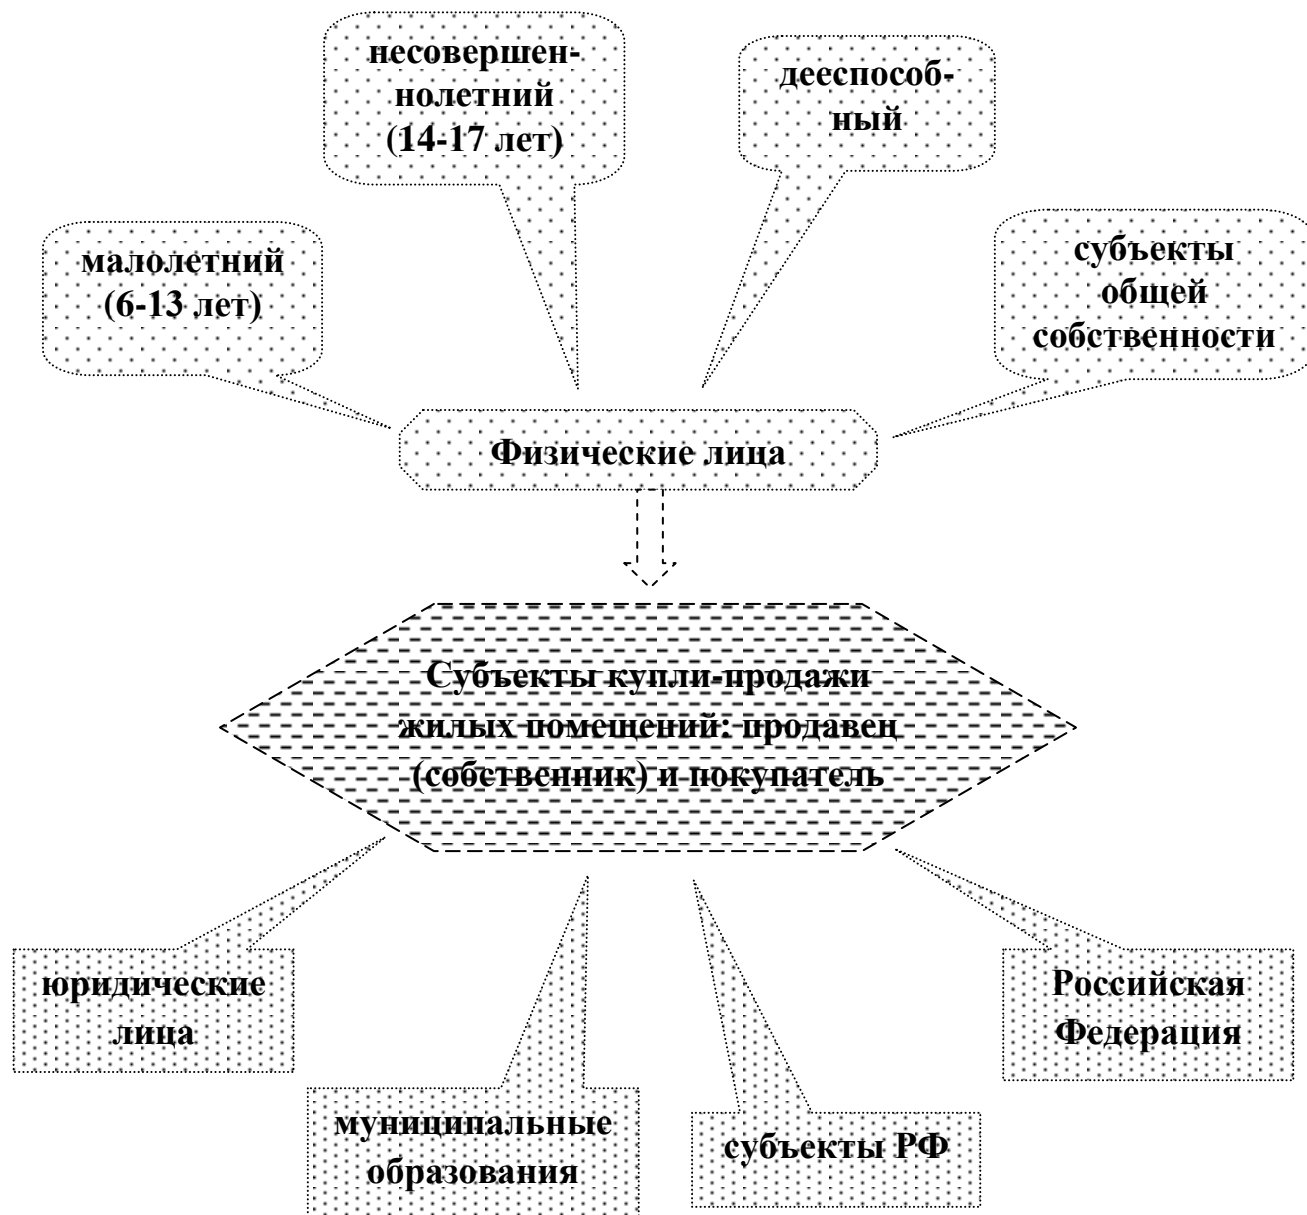 несовершен-
нолетний
(14-17 лет)
дееспособ-
ный
малолетний
(6-13 лет)
субъекты
общей
собственности
Физические лица
Субъекты купли-продажи
жилых помещений: продавец
(собственник) и покупатель
юридические
лица
муниципальные
образования
субъекты РФ
Российская
Федерация